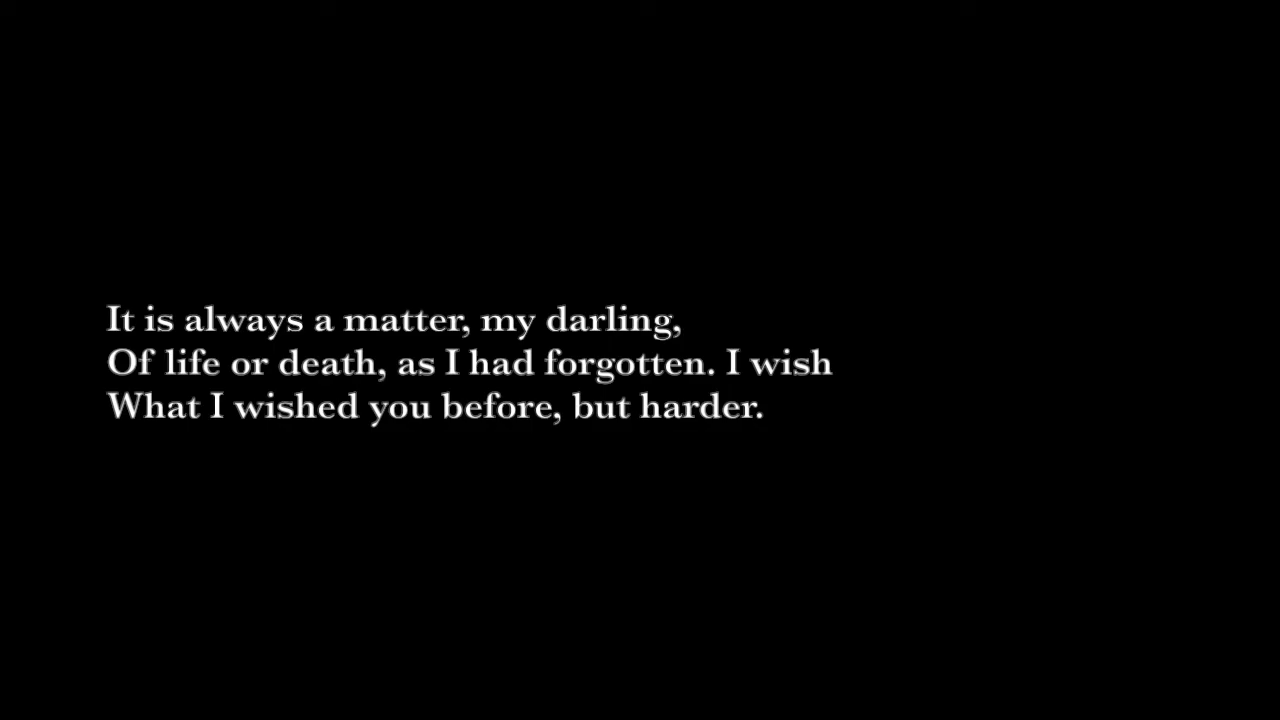 It is always a matter, my darling,
Of life or death, as I had forgotten. I wish
What I wished you before, but harder.